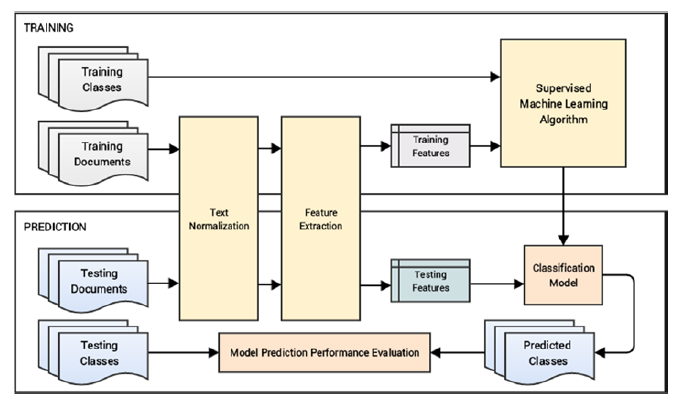 TRAINING
Training
Classes
Supervised
Machine Learning
Algorithm
Training
Documents
Training
Features
Text
Normalization
Feature
Extraction
PREDICTION
Testing
Documents
Testing
Features
Classification
Model
Testing
Classes
Model Prediction Performance Evaluation
Predicted
Classes